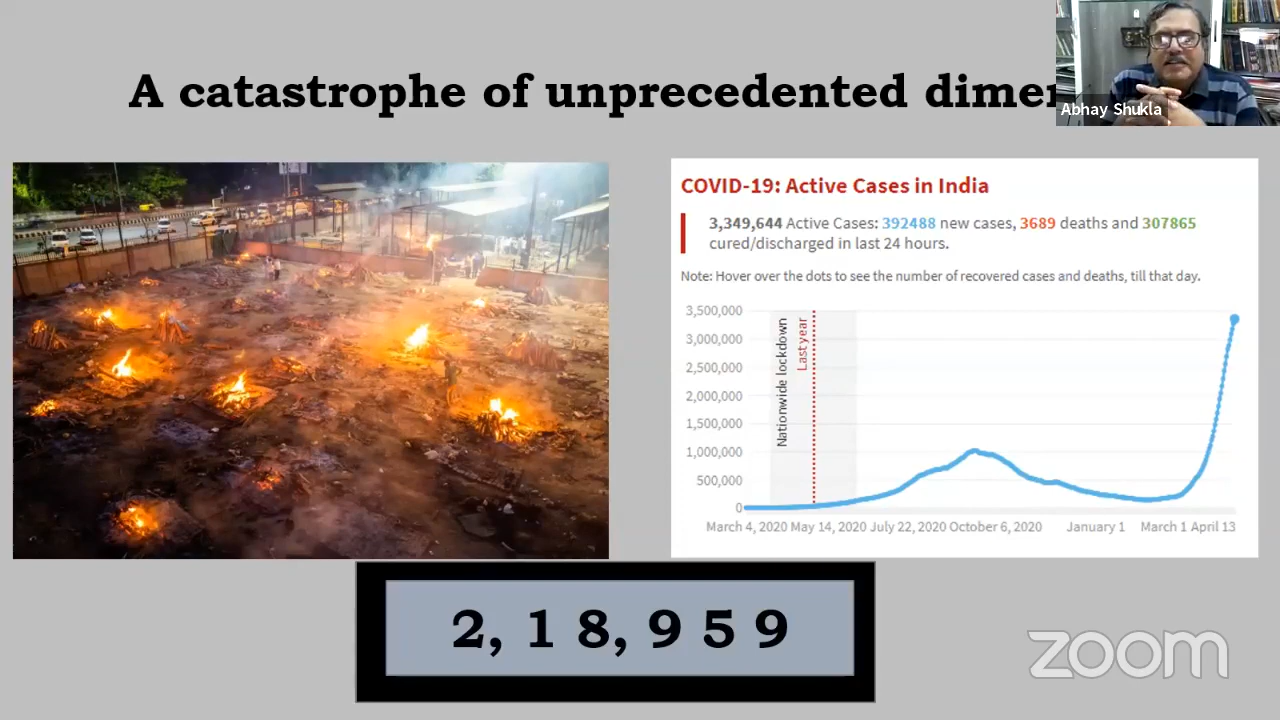 A catastrophe of unprecedented
Abhay Shukla
COVID-19: Active Cases in India
3,349,644 Active Cases: 392488 new cases, 3689 deaths and 307865
cured/discharged in last 24 hours.
Note: Hover over the dots to see the number of recovered cases and deaths, till that day.
3,500,000
3,000,000
2,500,000
2,000,000
1,500,000
1,000,000
500,000
0
Nationwide lockdown
Last year
March 4, 2020 May 14, 2020 July 22, 2020 October 6, 2020 January 1 March 1 April 13
2, 1 8, 9 5 9
zoom